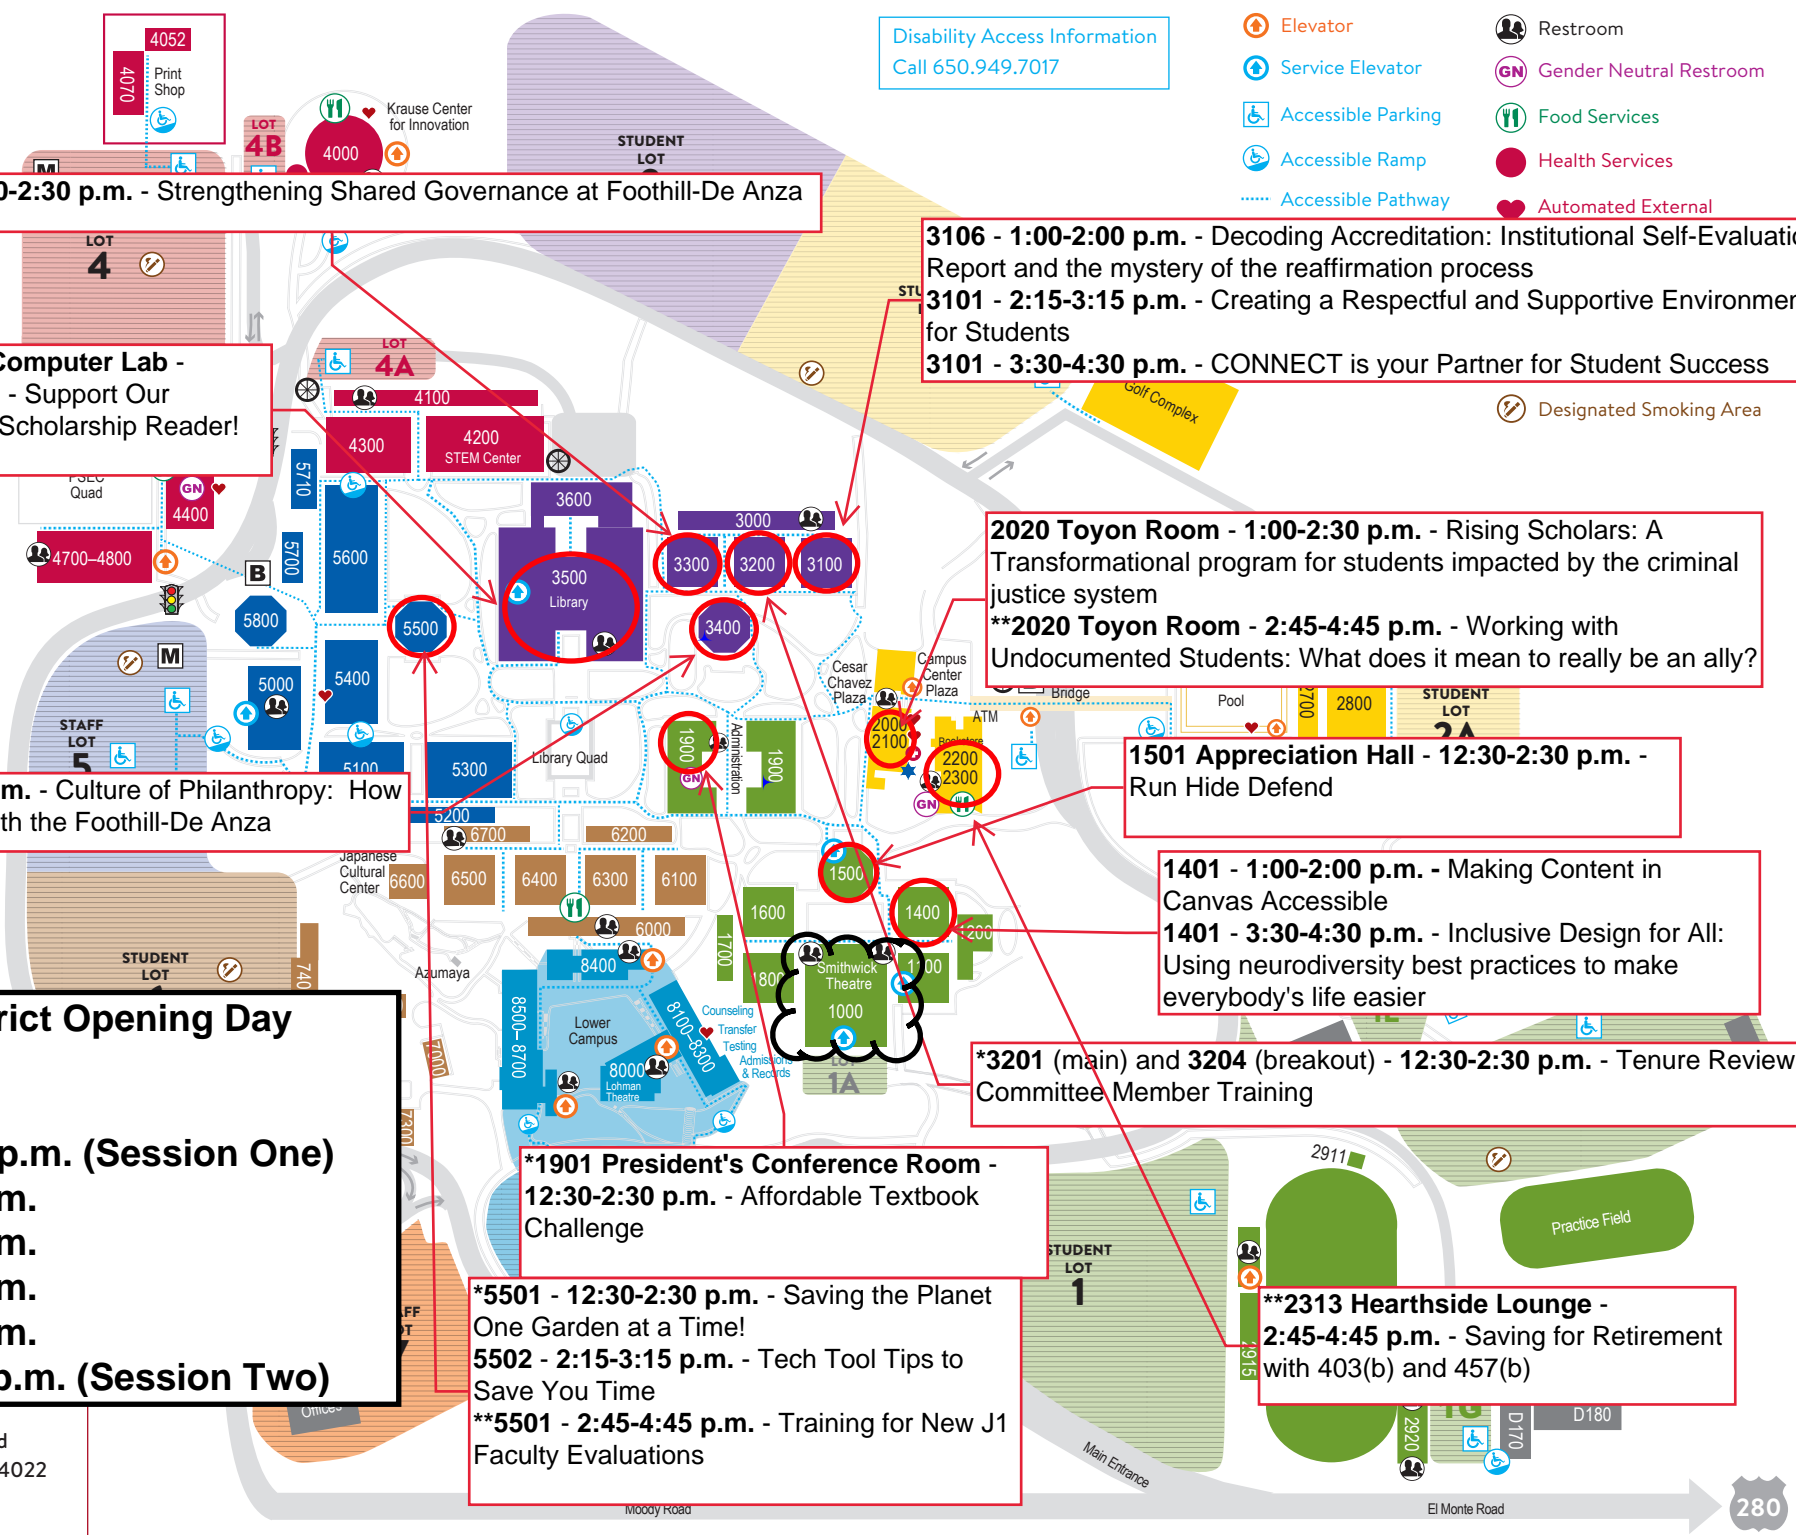 4052
4070
Print
Shop
LOT
4B
4000
Krause Center
for Innovation
STUDENT
LOT
Disability Access Information
Call 650.949.7017
Elevator
Service Elevator
Accessible Parking
Accessible Ramp
Accessible Pathway
Restroom
GN Gender Neutral Restroom
Food Services
Health Services
Automated External
Designated Smoking Area
M
0-2:30 p.m. - Strengthening Shared Governance at Foothill-De Anza
LOT
4
3106 - 1:00-2:00 p.m. - Decoding Accreditation: Institutional Self-Evaluatio
Report and the mystery of the reaffirmation process
3101 - 2:15-3:15 p.m. - Creating a Respectful and Supportive Environmen
for Students
3101 - 3:30-4:30 p.m. - CONNECT is your Partner for Student Success
Golf Complex
LOT
4A
Computer Lab -
- Support Our
Scholarship Reader!
4100
4300
4200
STEM Center
PSEC
Quad
GN
4400
4700–4800
5710
5700
5600
B
5800
5500
3600
3500
Library
3000
3300
3200
3100
3400
2020 Toyon Room - 1:00-2:30 p.m. - Rising Scholars: A
Transformational program for students impacted by the criminal
justice system
**2020 Toyon Room - 2:45-4:45 p.m. - Working with
Undocumented Students: What does it mean to really be an ally?
M
5000
5400
STAFF
LOT
5
5100
5300
5200
Library Quad
1900
GN
Administration
1900
Cesar
Chavez
Plaza
Campus
Center
Plaza
2000
2100
ATM
Bookstore
2200
2300
GN
Bridge
Pool
2700
2800
STUDENT
LOT
2A
1501 Appreciation Hall - 12:30-2:30 p.m. -
Run Hide Defend
m. - Culture of Philanthropy: How
th the Foothill-De Anza
Japanese
Cultural
Center
6700
6200
6600
6500
6400
6300
6100
6000
1500
1400
1600
1700
1800
1200
1100
Smithwick
Theatre
1000
LOT
1A
1401 - 1:00-2:00 p.m. - Making Content in
Canvas Accessible
1401 - 3:30-4:30 p.m. - Inclusive Design for All:
Using neurodiversity best practices to make
everybody's life easier
1E
STUDENT
LOT
Azumaya
8400
8500–8700
Lower
Campus
8100–8300
8000
Lohman
Theatre
Counseling
Transfer
Testing
Admissions
& Records
*3201 (main) and 3204 (breakout) - 12:30-2:30 p.m. - Tenure Review
Committee Member Training
rict Opening Day
p.m. (Session One)
m.
m.
m.
m.
p.m. (Session Two)
7000
7300
*1901 President's Conference Room -
12:30-2:30 p.m. - Affordable Textbook
Challenge
*5501 - 12:30-2:30 p.m. - Saving the Planet
One Garden at a Time!
5502 - 2:15-3:15 p.m. - Tech Tool Tips to
Save You Time
**5501 - 2:45-4:45 p.m. - Training for New J1
Faculty Evaluations
STUDENT
LOT
1
2911
Practice Field
**2313 Hearthside Lounge -
2:45-4:45 p.m. - Saving for Retirement
with 403(b) and 457(b)
2915
2920
1G
D170
D180
Offices
d
4022
Main Entrance
Moody Road
El Monte Road
280